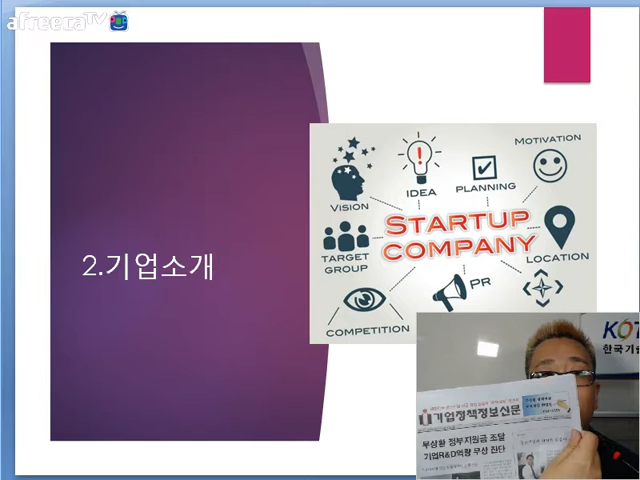 afreecaTV
2.기업소개
MOTIVATION
IDEA
PLANNING
VISION
STARTUP
COMPANY
TARGET
GROUP
LOCATION
PR
COMPETITION
KOT
한국기술
기업정책정보신문
무상환 정부지원금 조달
기업R&D역량 무상 진단